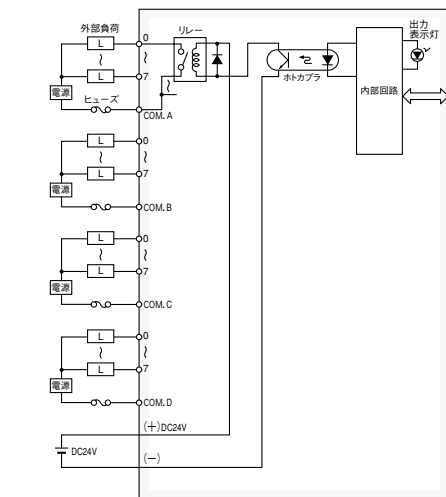 外部負荷
リレー
出力
表示灯
L
0
L
7
電源
ヒューズ
COM.A
ホトカプラ
内部回路
L
0
L
7
電源
COM.B
L
0
L
7
電源
COM.C
L
0
L
7
電源
COM.D
(+)DC24V
DC24V
(−)